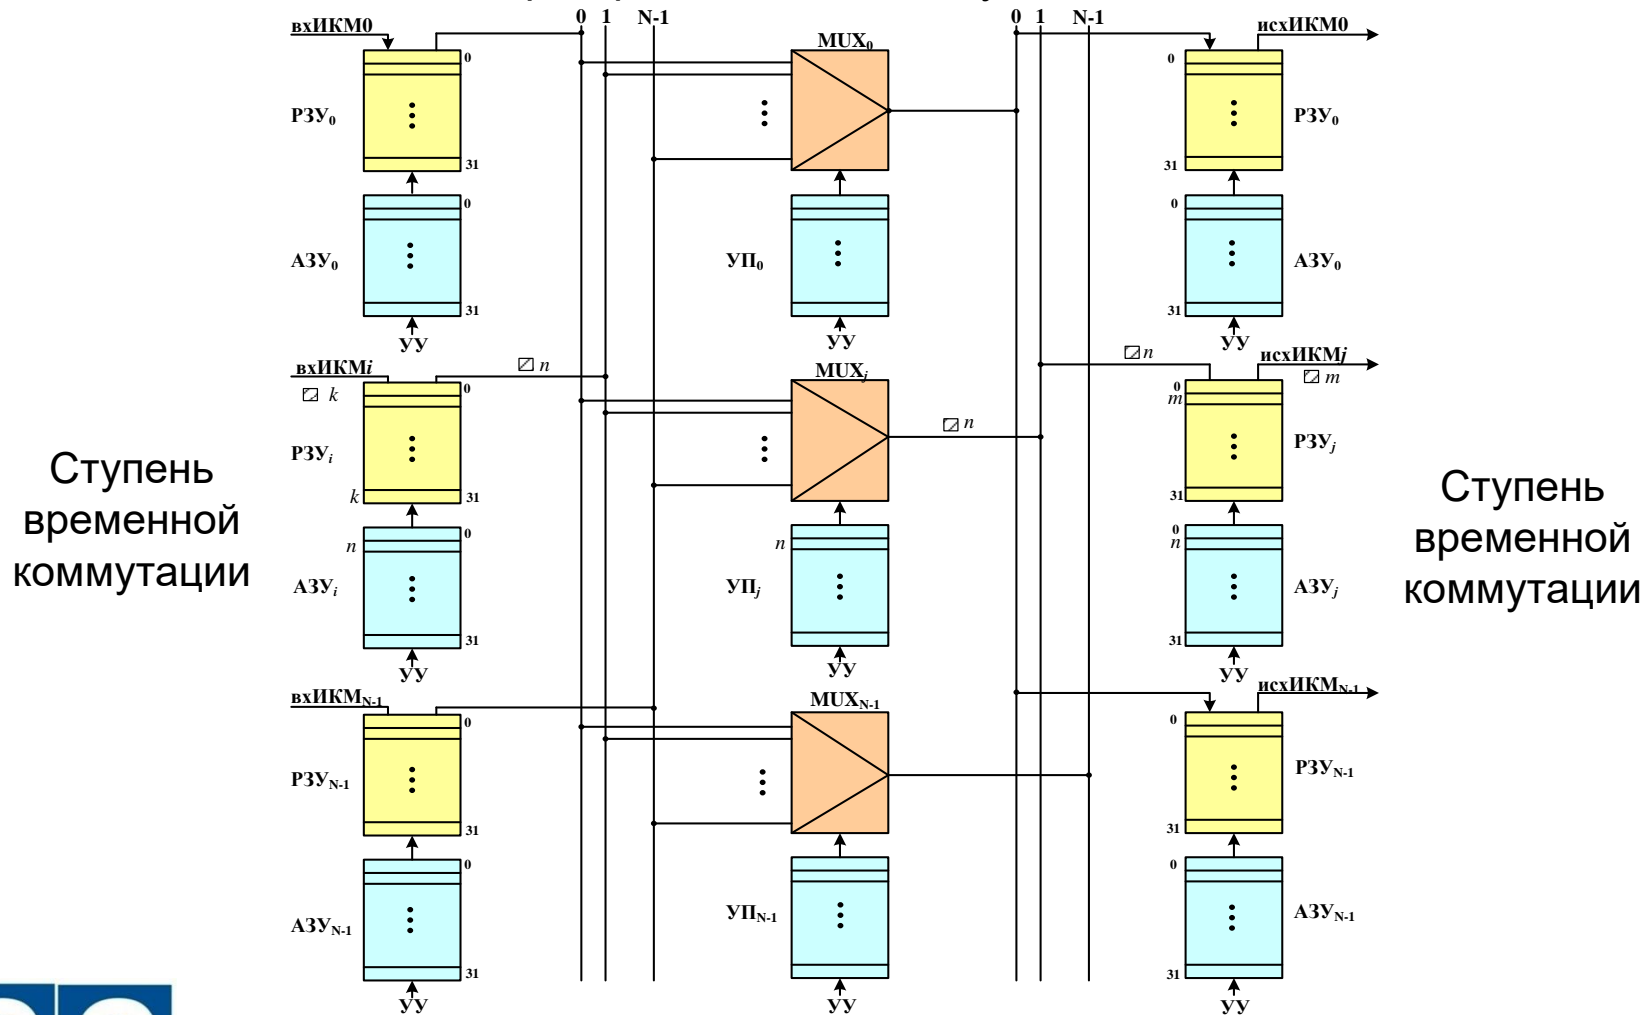 0 1 N-1 0 1 N-1
вхИКМ0 MUX0 исхИКМ0
0 0
РЗУ0 РЗУ0
31 31
0 0
АЗУ0 УП0 АЗУ0
31 31
УУ УУ УУ
вхИКМi n n исхИКМj
k MUXj m
0 0
m
n
Ступень
временной
коммутации
РЗУi РЗУj
k 31 31
0 0
n n n
АЗУi УПj АЗУj
31 31
УУ УУ УУ
Ступень
временной
коммутации
вхИКМN-1 MUXN-1 исхИКМN-1
0 0
РЗУN-1 РЗУN-1
31 31
0 0
АЗУN-1 УПN-1 АЗУN-1
31 31
УУ УУ УУ